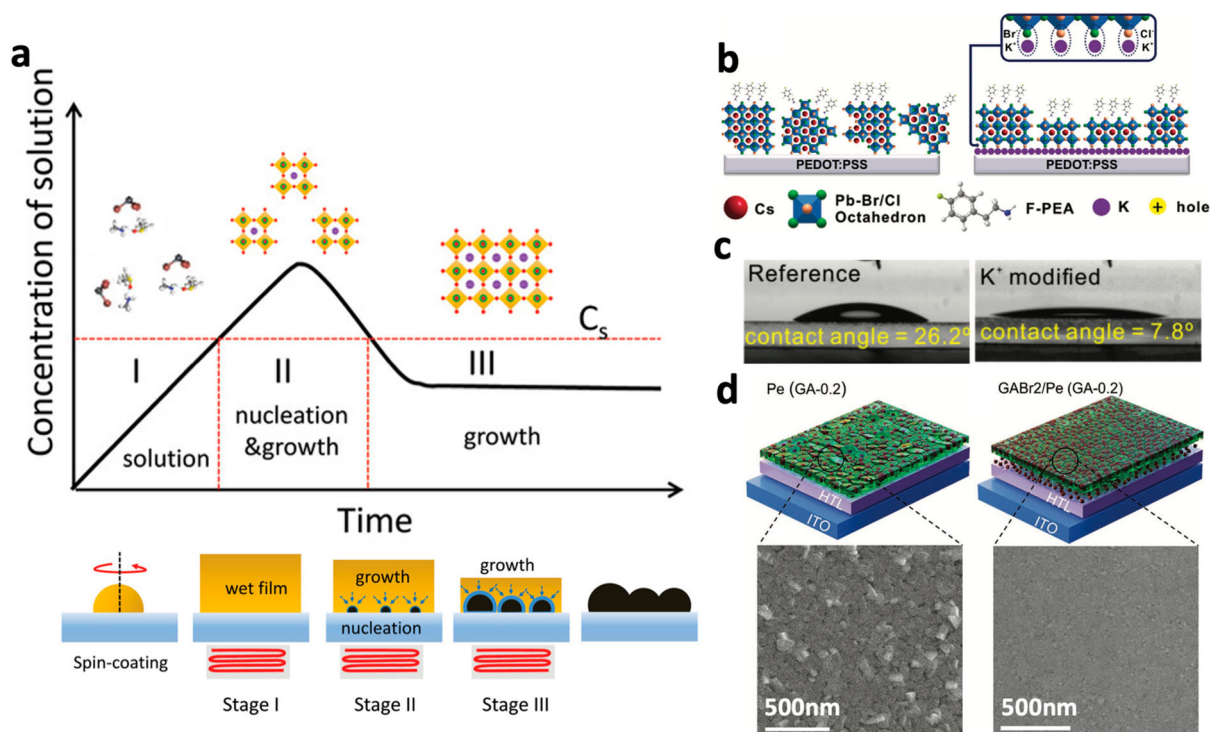 a
Concentration of solution
C_s
I
II
III
solution
nucleation
&growth
growth
Time
growth
wet film
growth
nucleation
Spin-coating
Stage I
Stage II
Stage III
b
Br⁻
Cl⁻
K⁺
K⁺
PEDOT:PSS
PEDOT:PSS
Cs
Pb-Br/Cl
Octahedron
F-PEA
K
+
hole
c
Reference
contact angle = 26.2º
K⁺ modified
contact angle = 7.8º
d
Pe (GA-0.2)
GABr2/Pe (GA-0.2)
HTL
ITO
HTL
ITO
500nm
500nm